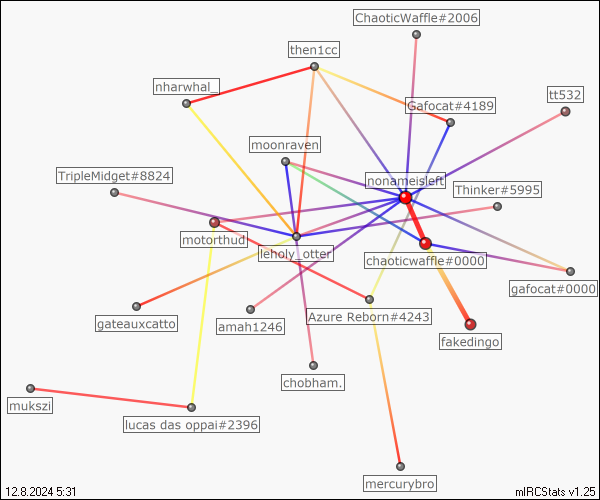 ChaoticWaffle#2006
then1cc
nharwhal_
tt532
Gafocat#4189
moonraven
TripleMidget#8824
nonameisleft
Thinker#5995
motorthud
leholy_otter
chaoticwaffle#0000
gafocat#0000
gateauxcatto
amah1246
Azure Reborn#4243
fakedingo
chobham.
mukszi
lucas das oppai#2396
mercurybro
12.8.2024 5:31
mIRCStats v1.25